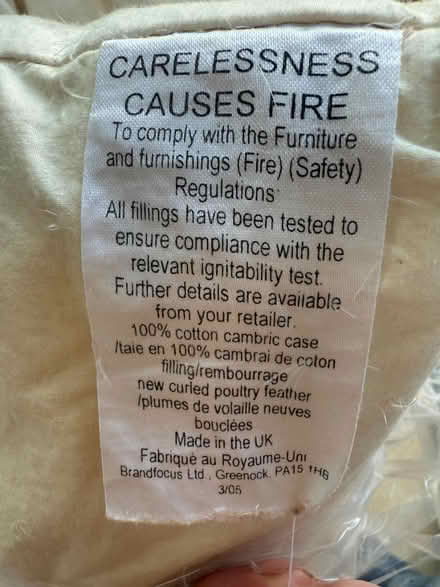 CARELESSNESS
CAUSES FIRE
To comply with the Furniture
and furnishings (Fire) (Safety)
Regulations
All fillings have been tested to
ensure compliance with the
relevant ignitability test.
Further details are available
from your retailer.
100% cotton cambric case
/taie en 100% cambrai de coton
filling/rembourrage
new curled poultry feather
/plumes de volaille neuves
bouclées
Made in the UK
Fabriqué au Royaume-Uni
Brandfocus Ltd., Greenock. PA15 1HB
3/05